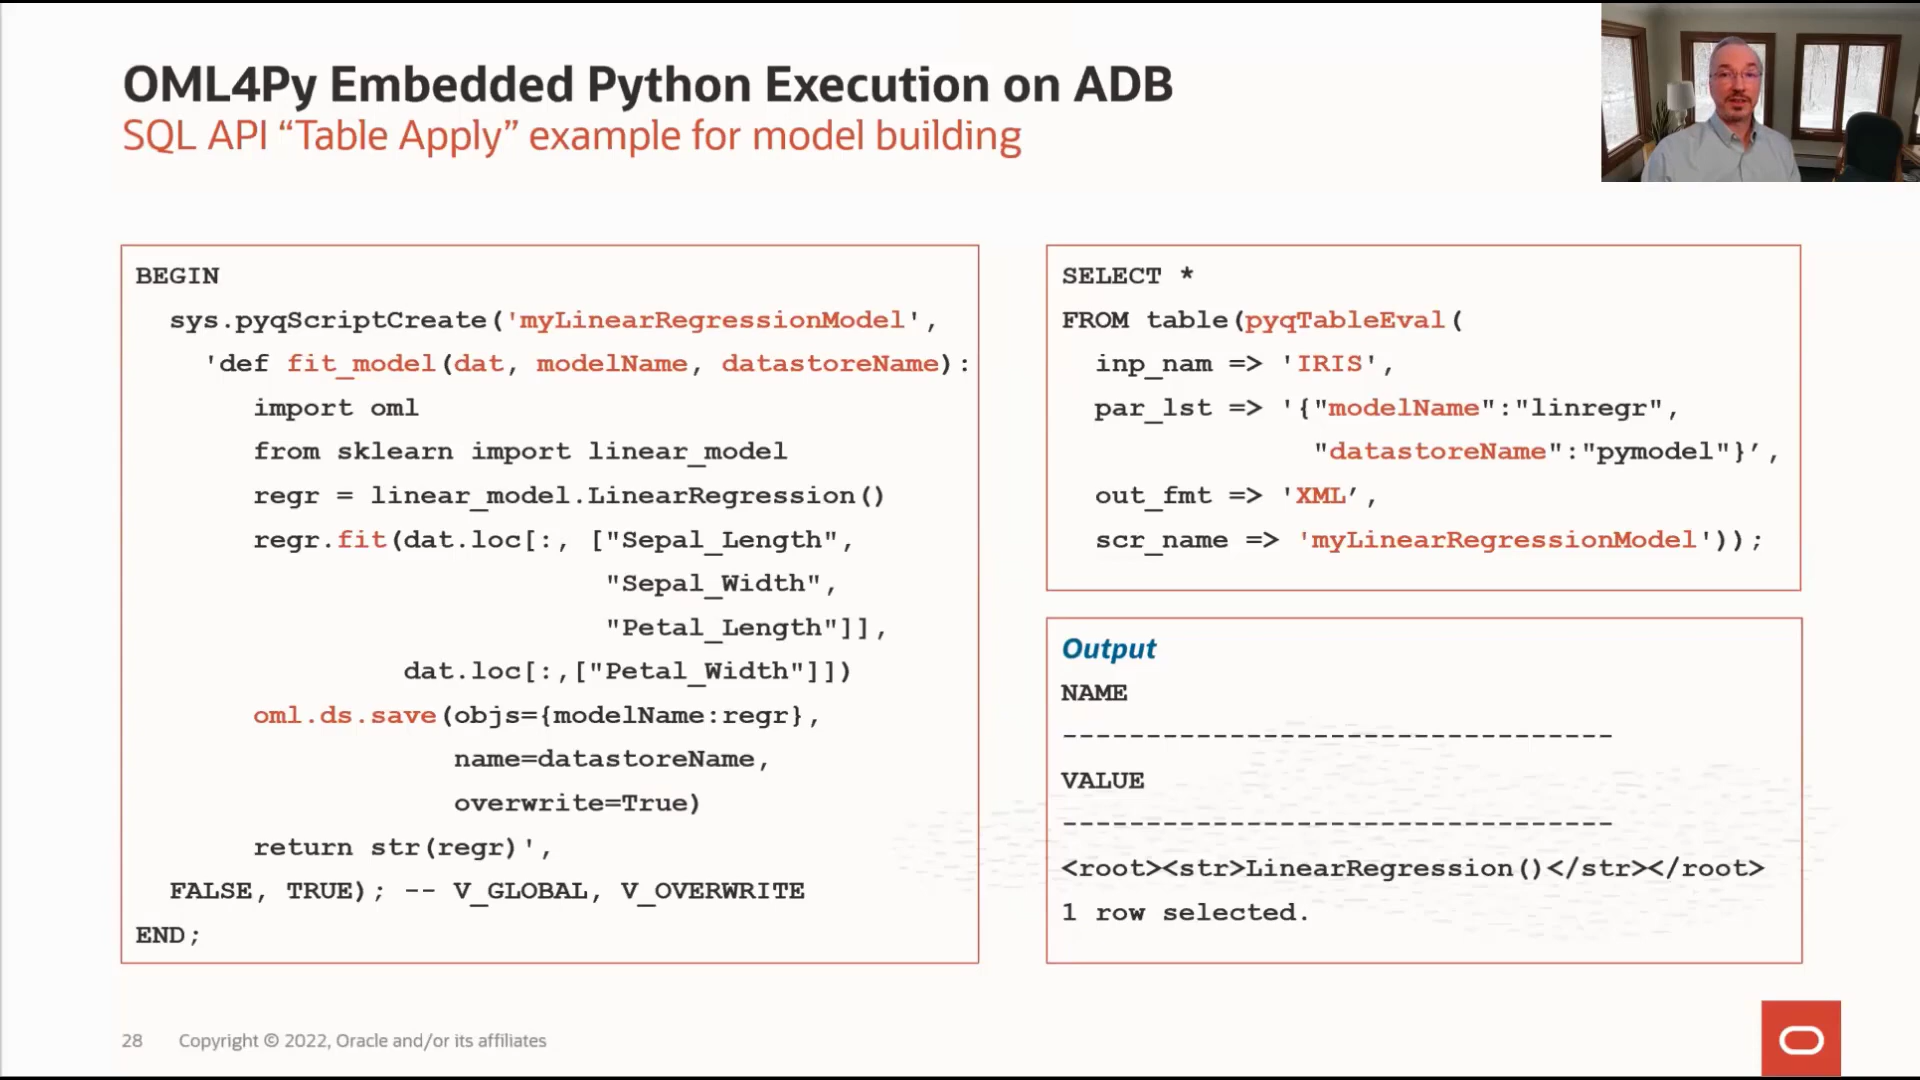 OML4Py Embedded Python Execution on ADB
SQL API “Table Apply” example for model building
BEGIN
sys.pyqScriptCreate('myLinearRegressionModel',
'def fit_model(dat, modelName, datastoreName):
import oml
from sklearn import linear_model
regr = linear_model.LinearRegression()
regr.fit(dat.loc[:, ["Sepal_Length",
"Sepal_Width",
"Petal_Length"]],
dat.loc[:,["Petal_Width"]])
oml.ds.save(objs={modelName:regr},
name=datastoreName,
overwrite=True)
return str(regr)',
FALSE, TRUE); -- V_GLOBAL, V_OVERWRITE
END;
SELECT *
FROM table(pyqTableEval(
inp_nam => 'IRIS',
par_lst => '{"modelName":"linregr",
"datastoreName":"pymodel"}’,
out_fmt => 'XML’,
scr_name => 'myLinearRegressionModel'));
Output
NAME
---------------------------------
VALUE
---------------------------------
<root><str>LinearRegression()</str></root>
1 row selected.
28 Copyright © 2022, Oracle and/or its affiliates